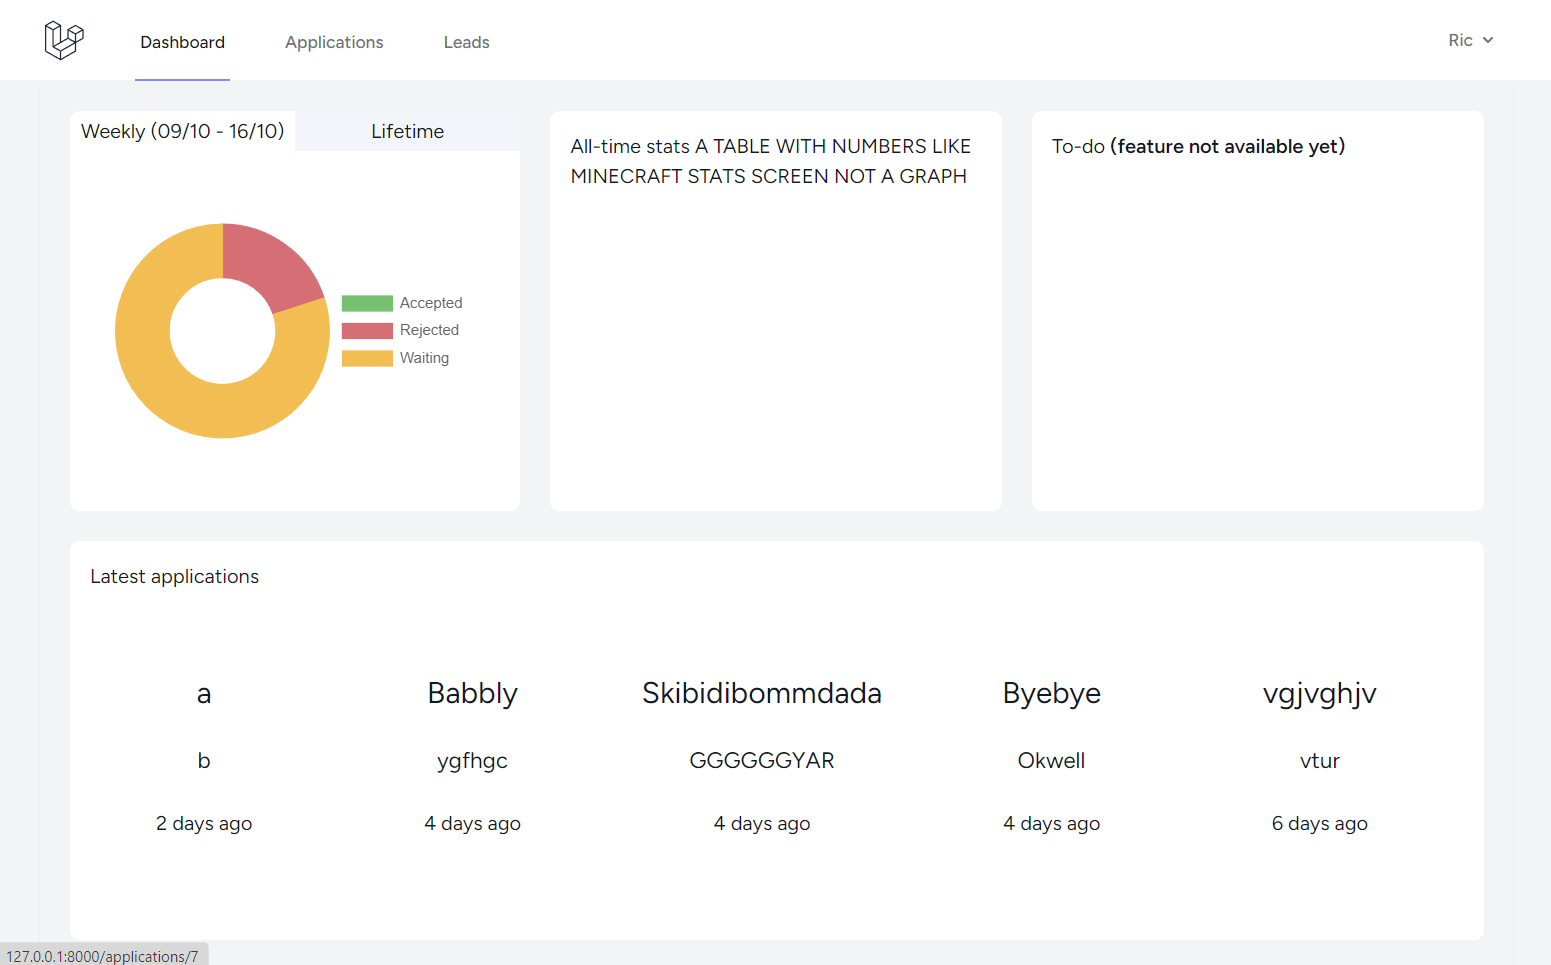 Dashboard Applications Leads Ric
Weekly (09/10 - 16/10) Lifetime
Accepted
Rejected
Waiting
All-time stats A TABLE WITH NUMBERS LIKE
MINECRAFT STATS SCREEN NOT A GRAPH
To-do (feature not available yet)
Latest applications
a Babbly Skibidibommdada Byebye vgjvghjv
b ygfhgc GGGGGGYAR Okwell vtur
2 days ago 4 days ago 4 days ago 4 days ago 6 days ago
127.0.0.1:8000/applications/7